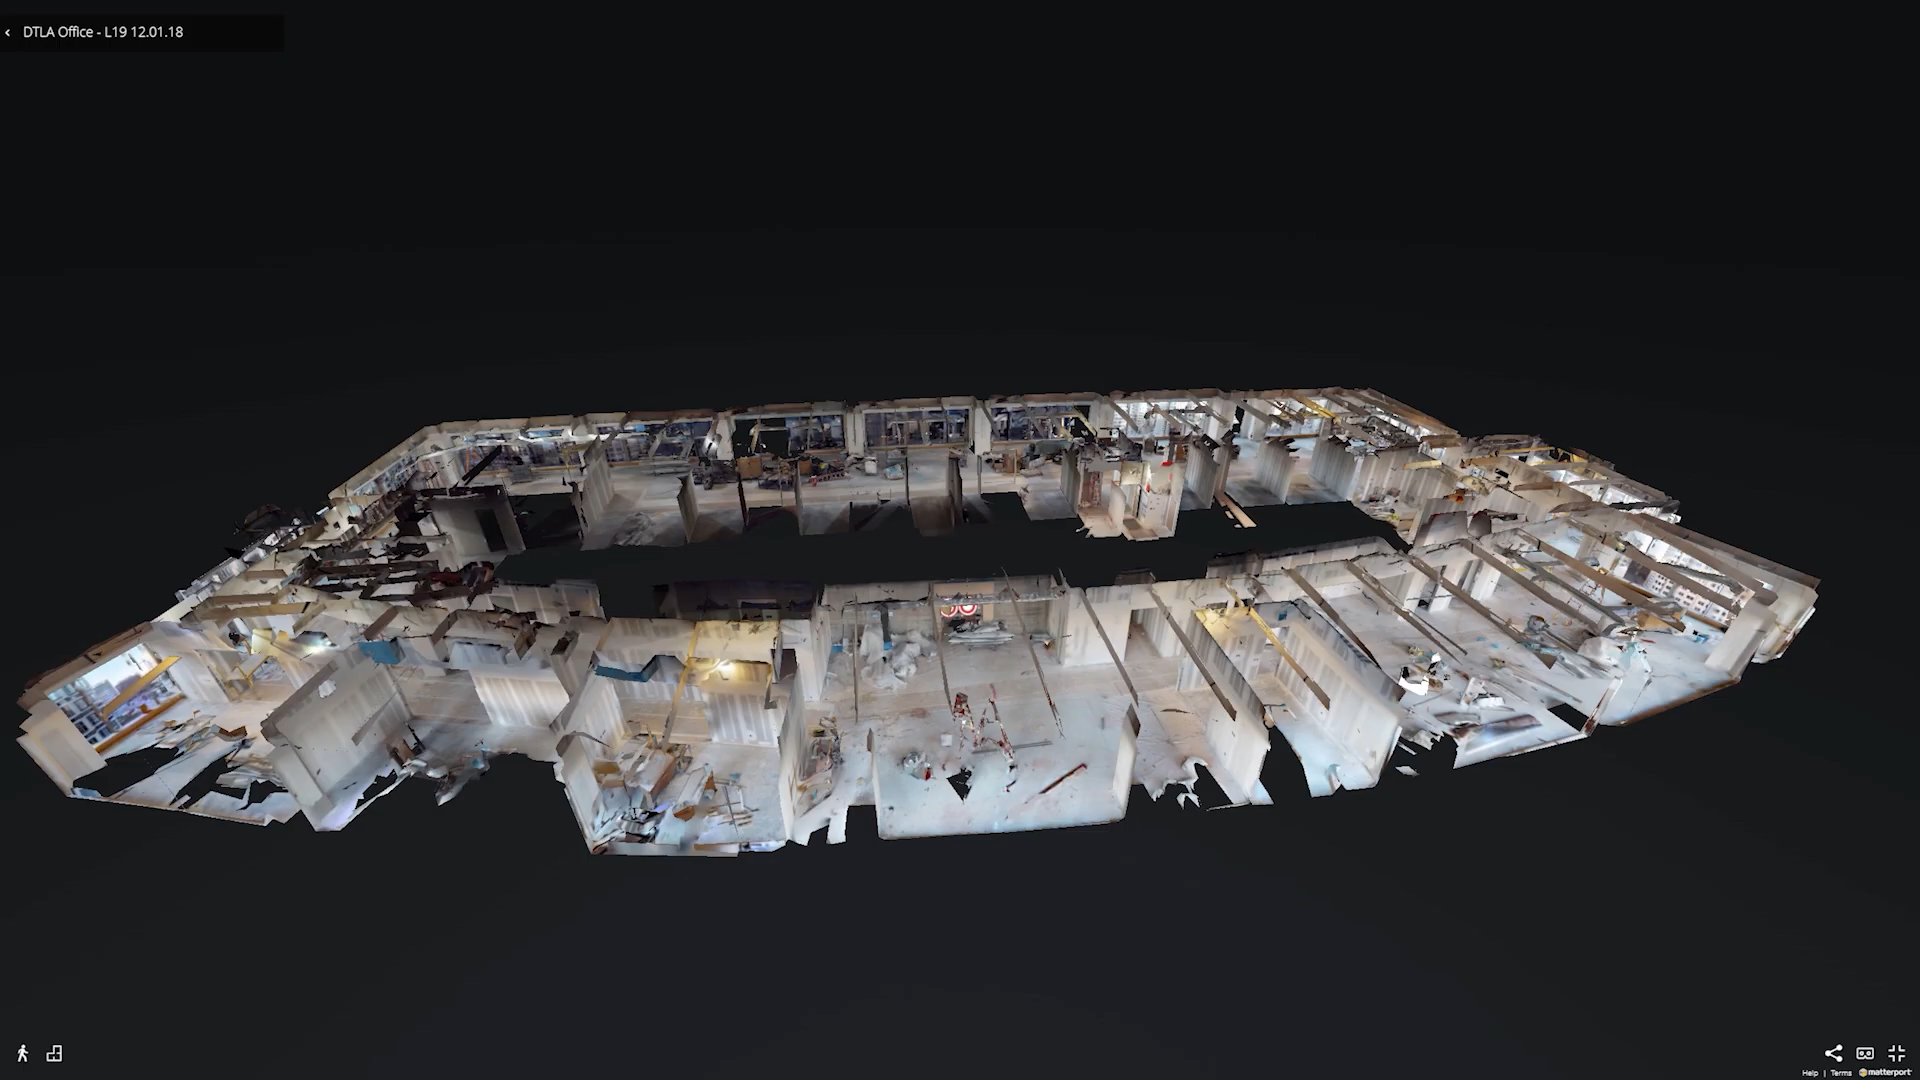 DTLA Office - L19 12.01.18
Help | Terms matterport